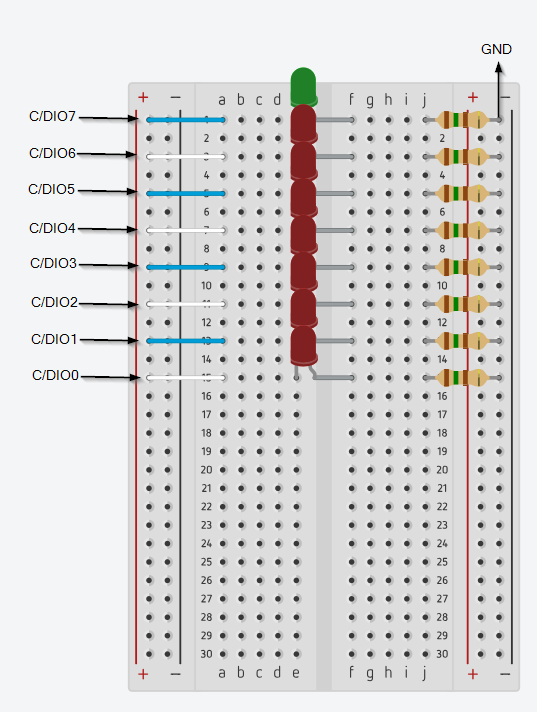 GND
+ − a b c d f g h i j + −
C/DIO7 1
2 2
C/DIO6 3
4 4
C/DIO5 5
6 6
C/DIO4 7
8 8
C/DIO3 9
10 10
C/DIO2 11
12 12
C/DIO1 13
14 14
C/DIO0 15
16 16
17 17
18 18
19 19
20 20
21 21
22 22
23 23
24 24
25 25
26 26
27 27
28 28
29 29
30 30
+ − a b c d e f g h i j + −